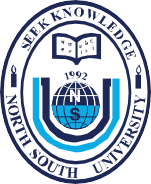 SEEK KNOWLEDGE
1992
N
S
NORTH SOUTH UNIVERSITY